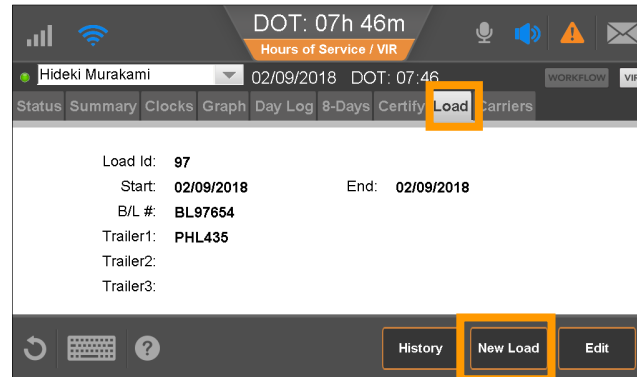 DOT: 07h 46m
Hours of Service / VIR
Hideki Murakami 02/09/2018 DOT: 07:46 WORKFLOW VIR
Status Summary Clocks Graph Day Log 8-Days Certify Load Carriers
Load Id: 97
Start: 02/09/2018 End: 02/09/2018
B/L #: BL97654
Trailer1: PHL435
Trailer2:
Trailer3:
? History New Load Edit